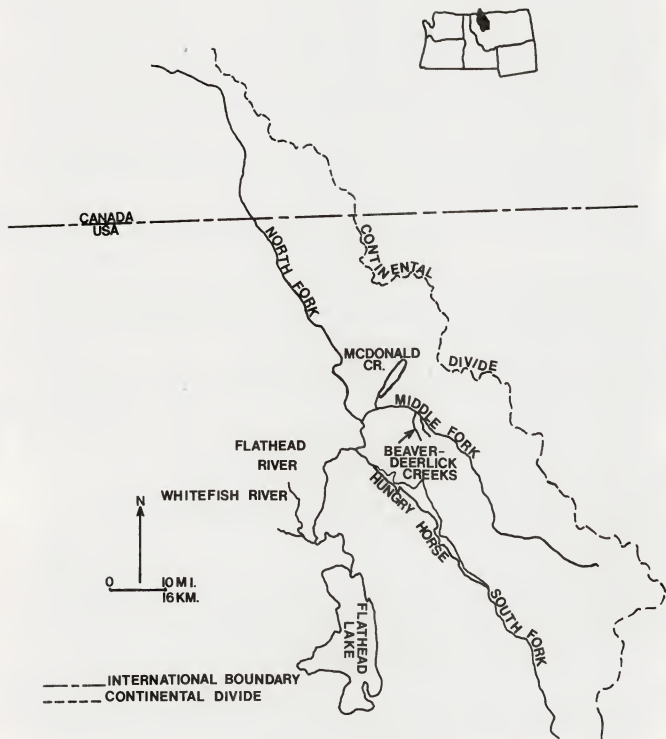 CANADA
USA
CONTINENTAL
DIVIDE
NORTH FORK
MCDONALD
CR.
MIDDLE FORK
FLATHEAD
RIVER
BEAVER-
DEERLICK
CREEKS
WHITEFISH RIVER
HUNGRY HORSE
SOUTH FORK
N
0 10 MI.
16 KM.
FLATHEAD
LAKE
INTERNATIONAL BOUNDARY
CONTINENTAL DIVIDE